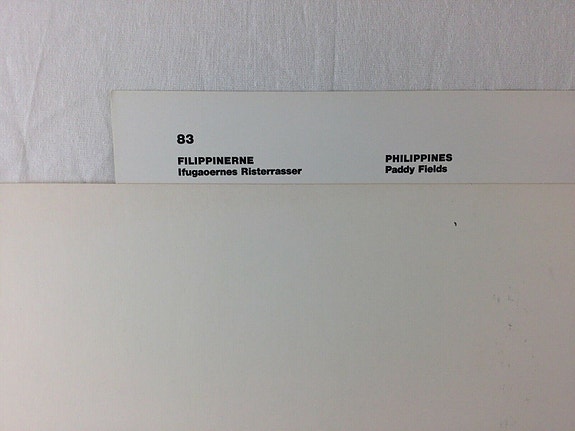 83
FILIPPINERNE
Ifugaoernes Risterrasser
PHILIPPINES
Paddy Fields